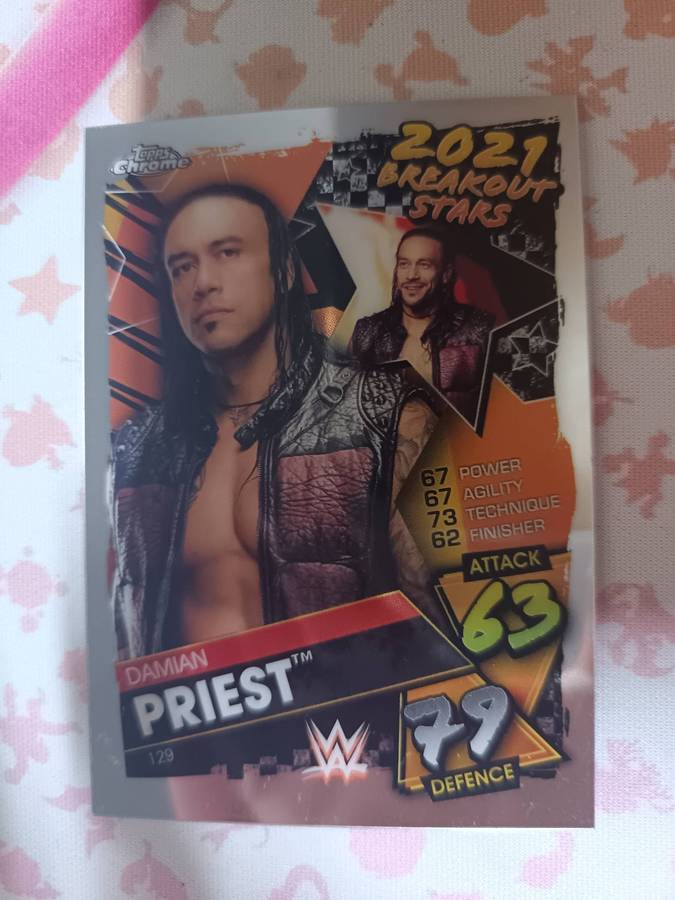 Topps
Chrome
2021
BREAKOUT
STARS
67 POWER
67 AGILITY
73 TECHNIQUE
62 FINISHER
ATTACK
63
DAMIAN
PRIEST™
129
W
79
DEFENCE